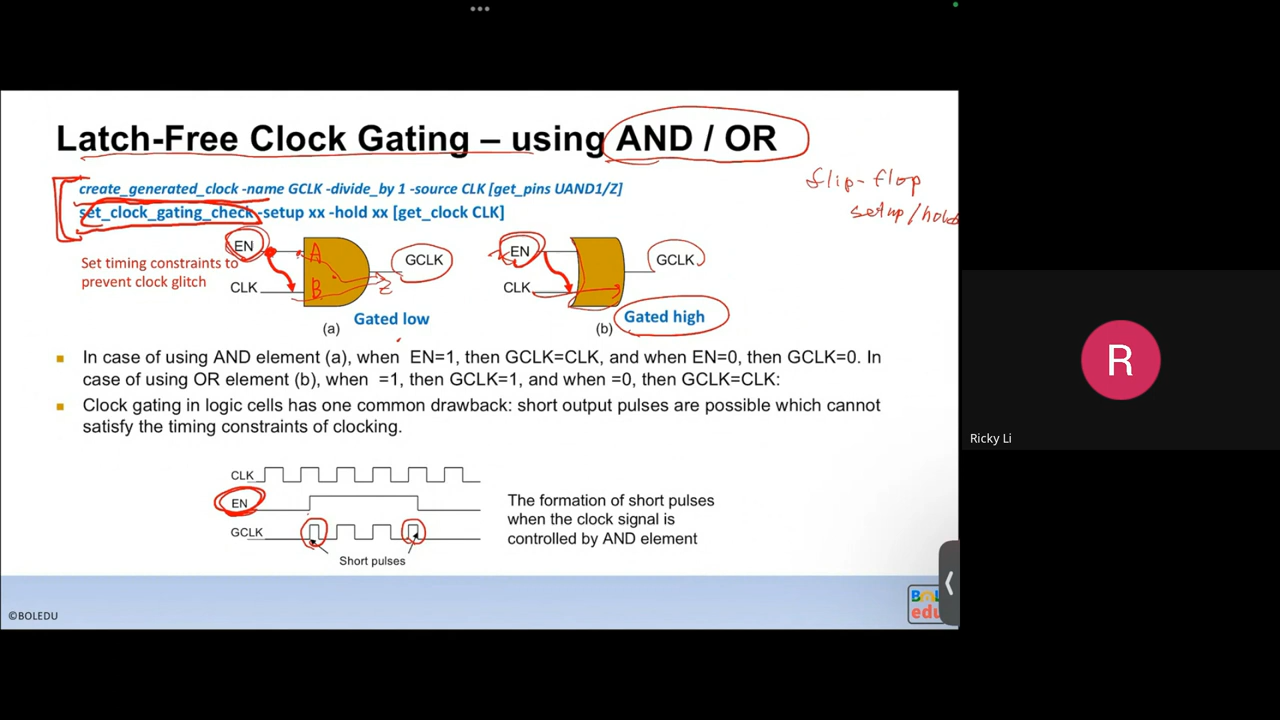 Latch-Free Clock Gating – using AND / OR
create_generated_clock -name GCLK -divide_by 1 -source CLK [get_pins UAND1/Z]
set_clock_gating_check -setup xx -hold xx [get_clock CLK]
flip-flop
setup/hold
Set timing constraints to
prevent clock glitch
EN
A
GCLK
CLK
B
Z
(a)
Gated low
EN
GCLK
CLK
(b)
Gated high
In case of using AND element (a), when EN=1, then GCLK=CLK, and when EN=0, then GCLK=0. In
case of using OR element (b), when =1, then GCLK=1, and when =0, then GCLK=CLK:
Clock gating in logic cells has one common drawback: short output pulses are possible which cannot
satisfy the timing constraints of clocking.
CLK
EN
GCLK
Short pulses
The formation of short pulses
when the clock signal is
controlled by AND element
©BOLEDU
BOL
edu
R
Ricky Li